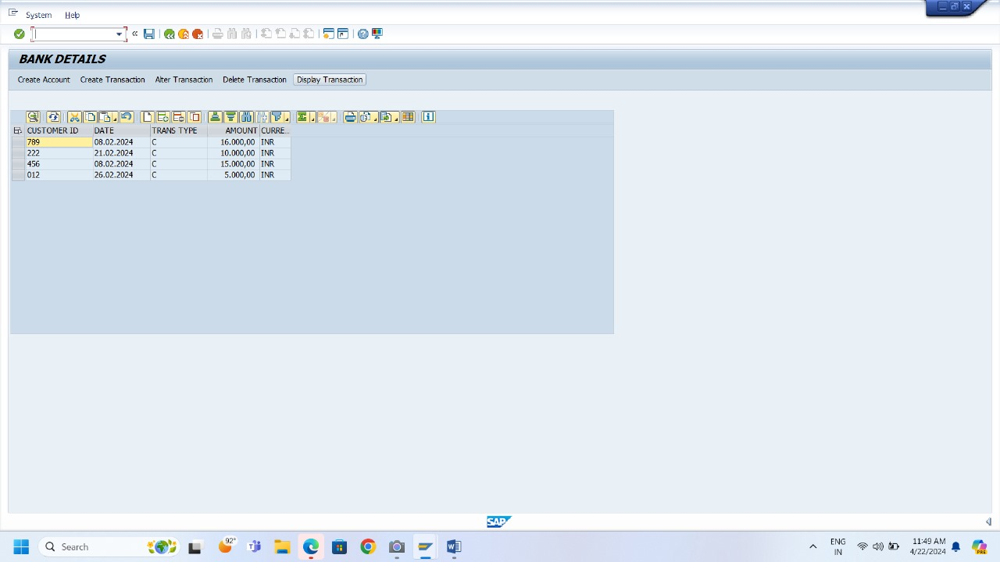 System Help
BANK DETAILS
Create Account Create Transaction Alter Transaction Delete Transaction Display Transaction
CUSTOMER ID DATE TRANS TYPE AMOUNT CURRE...
789 08.02.2024 C 16.000,00 INR
222 21.02.2024 C 10.000,00 INR
456 08.02.2024 C 15.000,00 INR
012 26.02.2024 C 5.000,00 INR
SAP
Search 92° ENG 11:49 AM
IN 4/22/2024 PRE